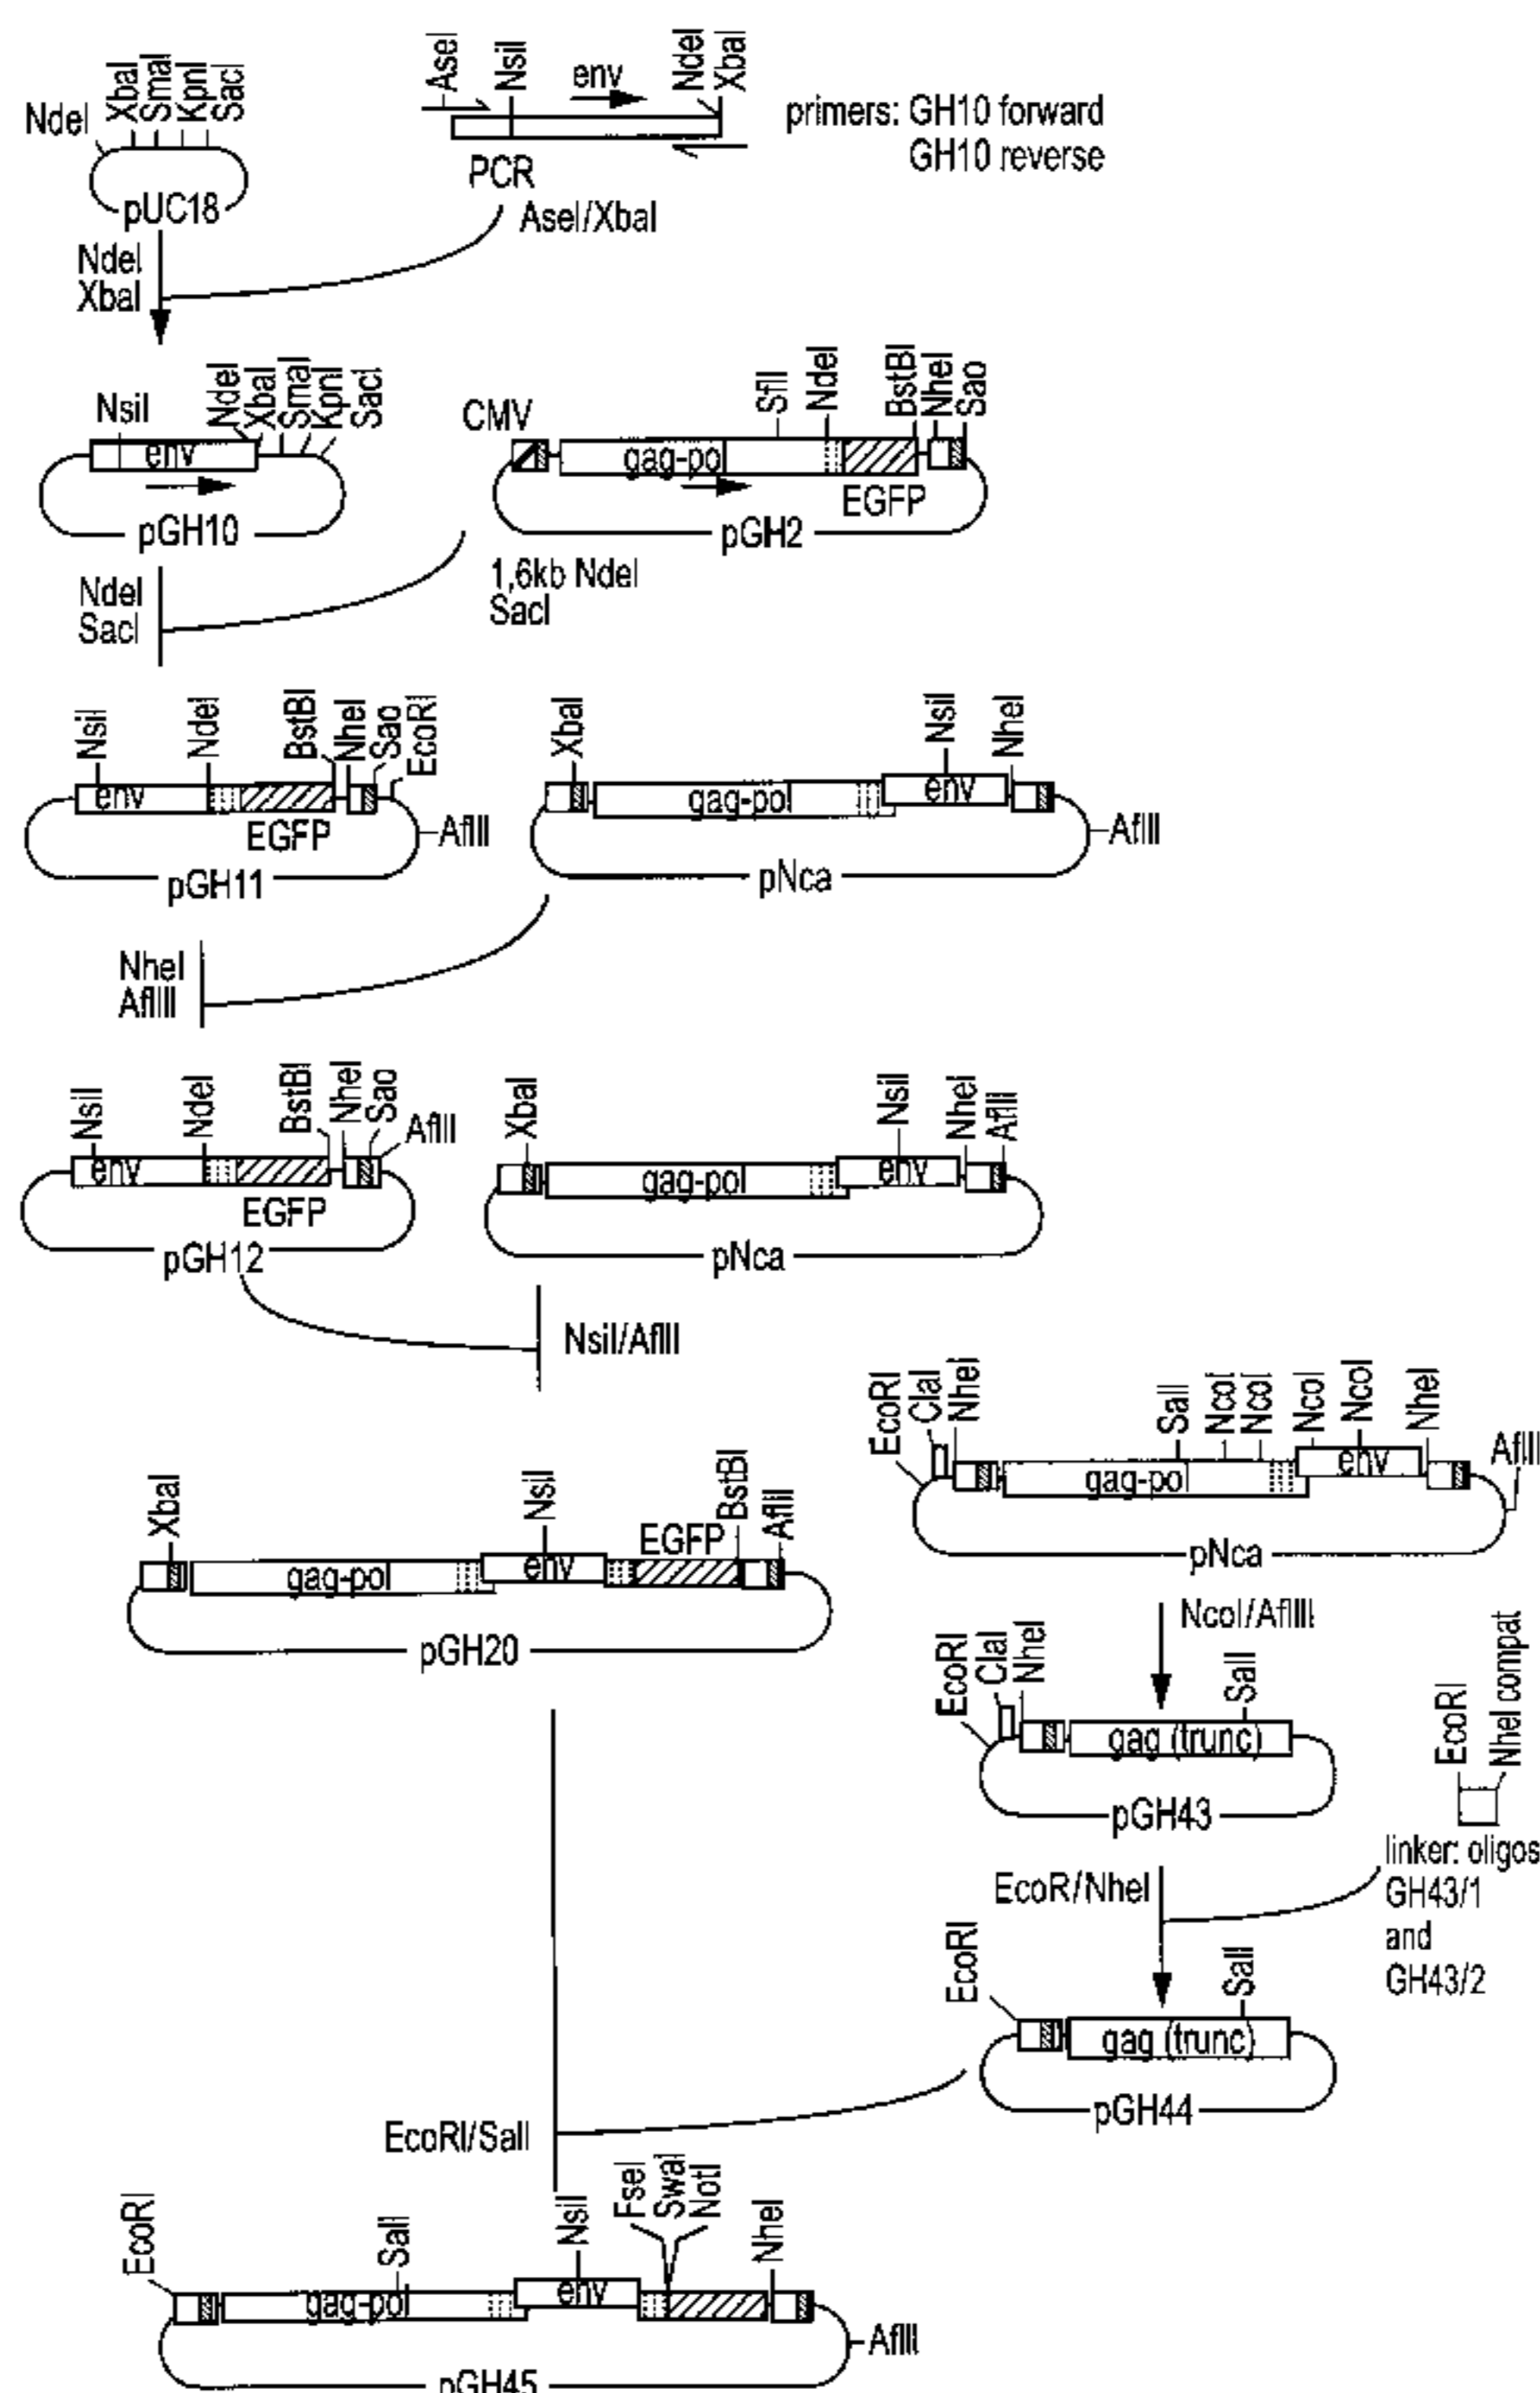 NdeI
XbaI
SmaI
KpnI
SacI
pUC18
AseI
NsiI
env
NdeI
XbaI
PCR
primers: GH10 forward
GH10 reverse
AseI/XbaI
NdeI
XbaI
NsiI
NdeI
XbaI
SmaI
KpnI
SacI
env
pGH10
CMV
SfiI
NdeI
BstBI
NheI
Sao
gag-pol
EGFP
pGH2
NdeI
SacI
1,6kb NdeI
SacI
NsiI
NdeI
BstBI
NheI
Sao
EcoRI
env
EGFP
AflIII
pGH11
XbaI
NsiI
NheI
gag-pol
env
AflIII
pNca
NheI
AflIII
NsiI
NdeI
BstBI
NheI
Sao
AflII
env
EGFP
pGH12
XbaI
NsiI
NheI
AflII
gag-pol
env
pNca
NsiI/AflII
XbaI
NsiI
EGFP
BstBI
AflII
gag-pol
env
pGH20
EcoRI
ClaI
NheI
SalI
NcoI
NcoI
NcoI
NcoI
NheI
AflIII
gag-pol
env
pNca
NcoI/AflIII
EcoRI
ClaI
NheI
SalI
gag (trunc)
pGH43
EcoRI
NheI compat
linker: oligos
GH43/1
and
GH43/2
EcoR/NheI
EcoRI
SalI
gag (trunc)
pGH44
EcoRI/SalI
EcoRI
SalI
NsiI
FseI
SwaI
NotI
NheI
gag-pol
env
AflIII
pGH45